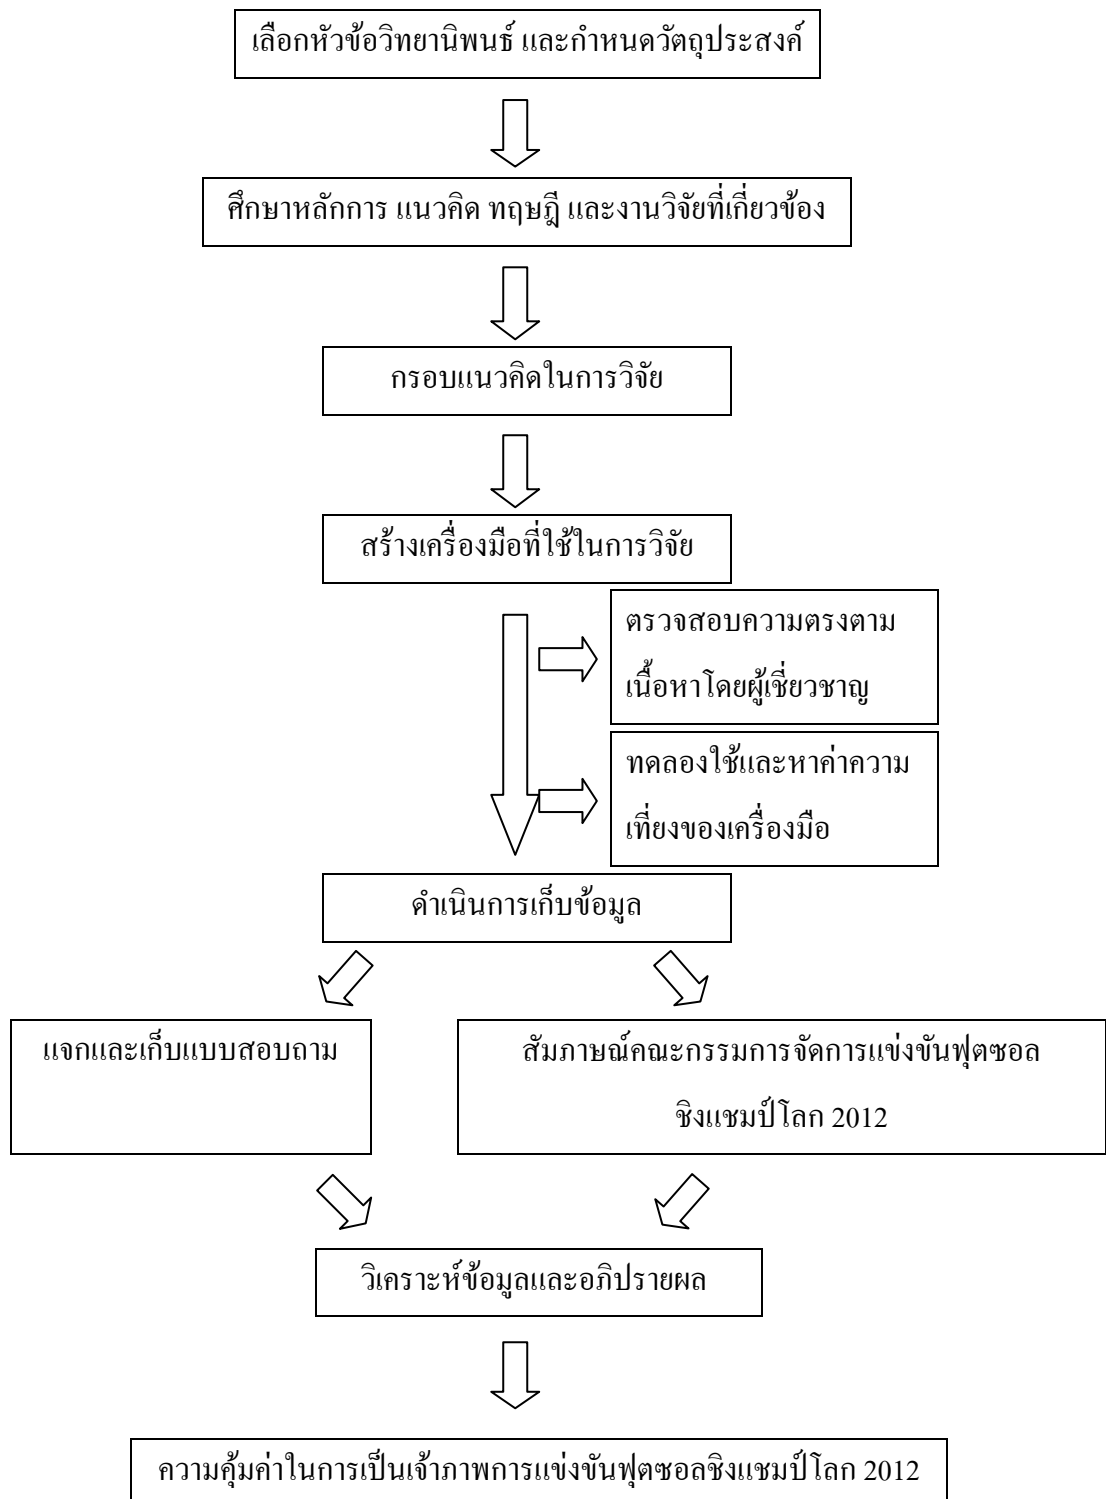 เลือกหัวข้อวิทยานิพนธ์ และกำหนดวัตถุประสงค์
ศึกษาหลักการ แนวคิด ทฤษฎี และงานวิจัยที่เกี่ยวข้อง
กรอบแนวคิดในการวิจัย
สร้างเครื่องมือที่ใช้ในการวิจัย
ตรวจสอบความตรงตาม
เนื้อหาโดยผู้เชี่ยวชาญ
ทดลองใช้และหาค่าความ
เที่ยงของเครื่องมือ
ดำเนินการเก็บข้อมูล
แจกและเก็บแบบสอบถาม
สัมภาษณ์คณะกรรมการจัดการแข่งขันฟุตซอล
ชิงแชมป์โลก 2012
วิเคราะห์ข้อมูลและอภิปรายผล
ความคุ้มค่าในการเป็นเจ้าภาพการแข่งขันฟุตซอลชิงแชมป์โลก 2012